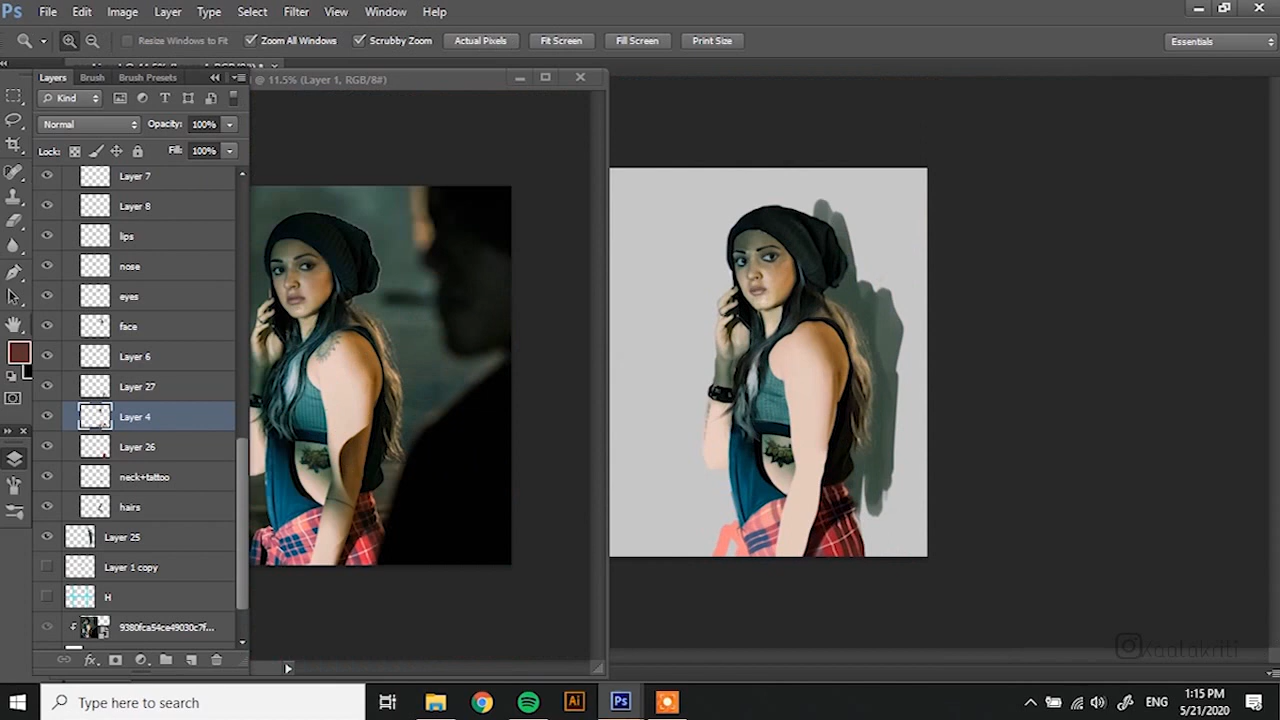 Ps File Edit Image Layer Type Select Filter View Window Help
Resize Windows to Fit Zoom All Windows Scrubby Zoom Actual Pixels Fit Screen Fill Screen Print Size Essentials
Layers Brush Brush Presets @ 11.5% (Layer 1, RGB/8#)
Kind
Normal Opacity: 100%
Lock: Fill: 100%
Layer 7
Layer 8
lips
nose
eyes
face
Layer 6
Layer 27
Layer 4
Layer 26
neck+tattoo
hairs
Layer 25
Layer 1 copy
H
9380fca54ce49030c7f...
fx
kaalakriti
Type here to search Ai Ps ENG 1:15 PM
5/21/2020